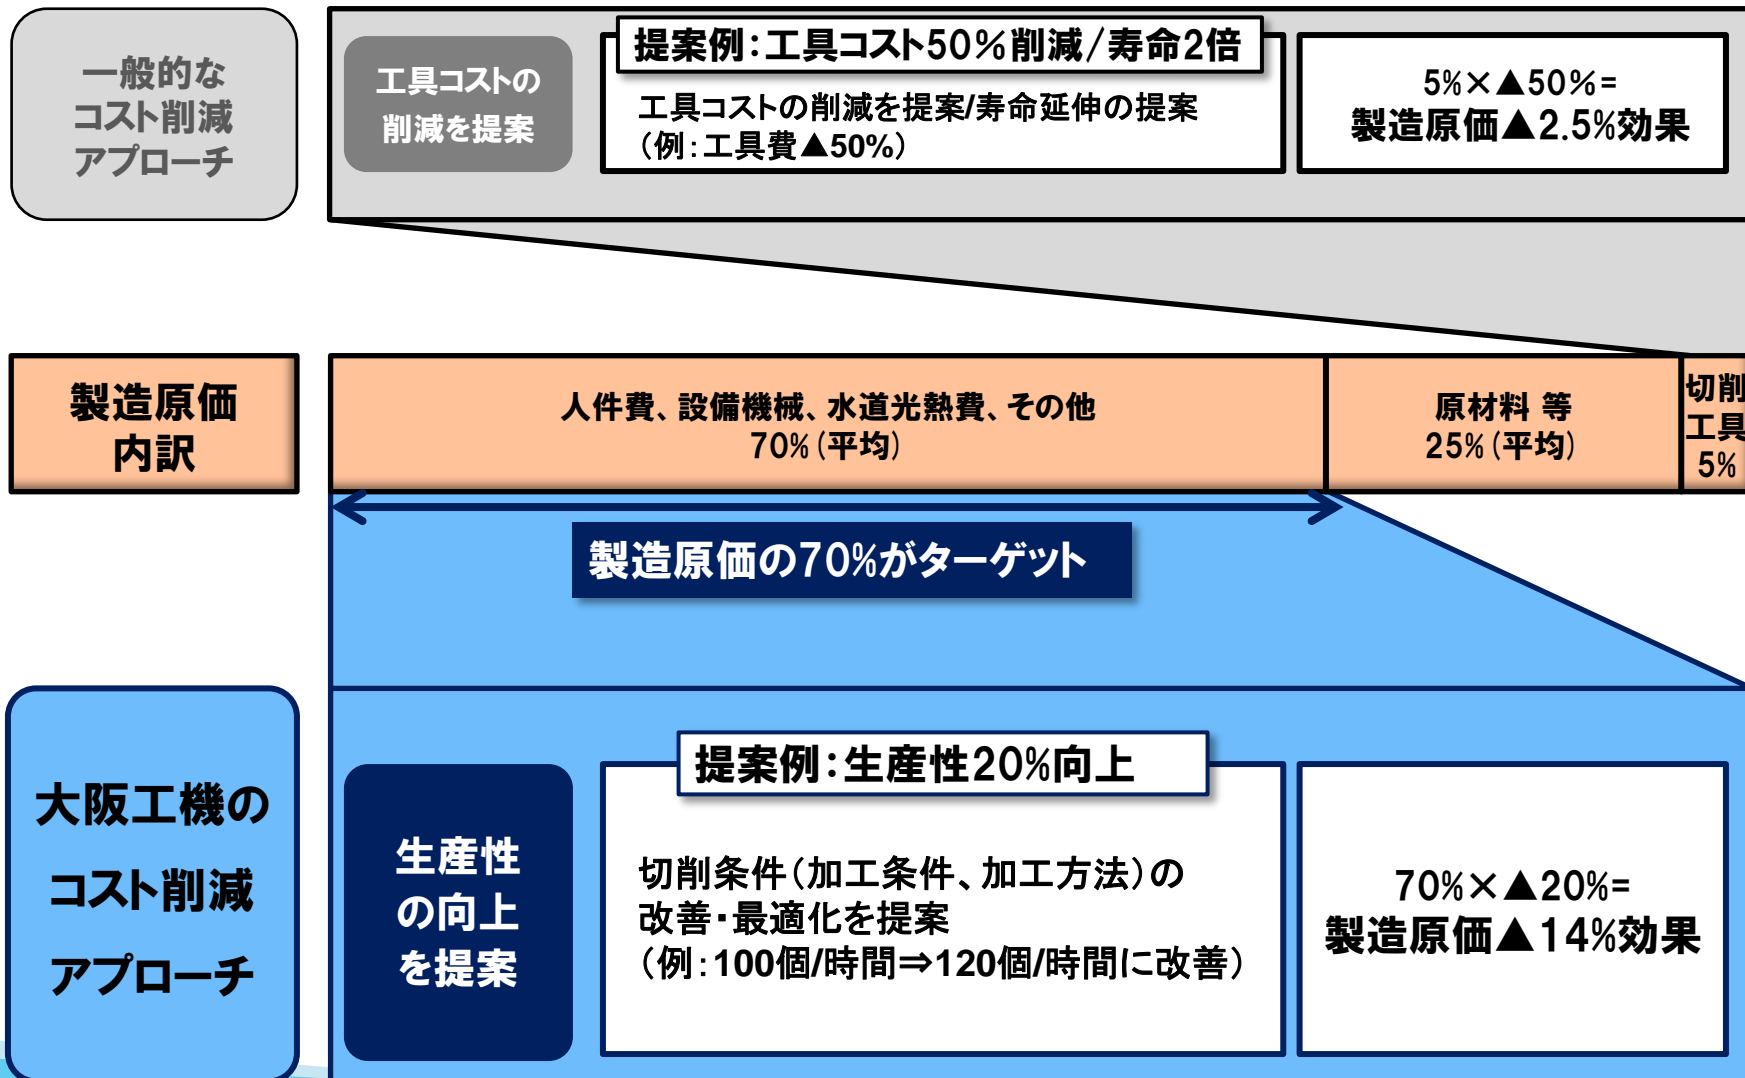 一般的な
コスト削減
アプローチ
工具コストの
削減を提案
提案例：工具コスト50％削減/寿命2倍
工具コストの削減を提案/寿命延伸の提案
（例：工具費▲50%）
5%×▲50％=
製造原価▲2.5%効果
製造原価
内訳
人件費、設備機械、水道光熱費、その他
70%（平均）
原材料 等
25%（平均）
切削
工具
5%
製造原価の70%がターゲット
大阪工機の
コスト削減
アプローチ
生産性
の向上
を提案
提案例：生産性20%向上
切削条件（加工条件、加工方法）の
改善・最適化を提案
（例：100個/時間⇒120個/時間に改善）
70%×▲20%=
製造原価▲14%効果